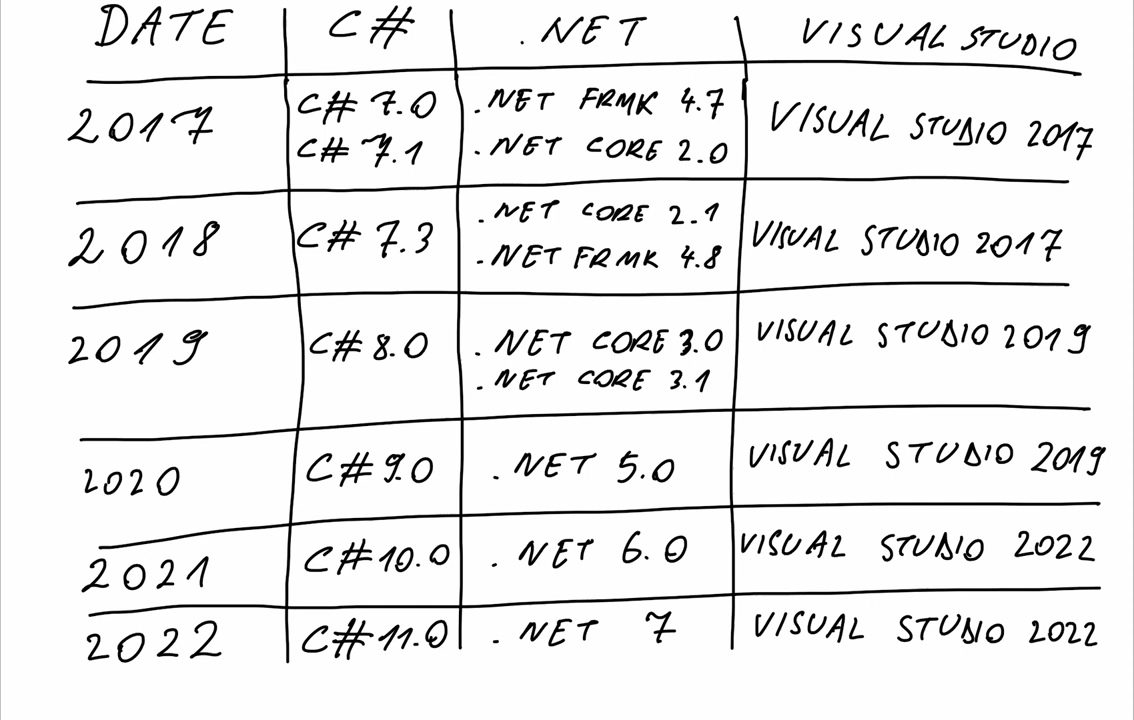 DATE C# .NET VISUAL STUDIO
2017 C# 7.0 .NET FRMK 4.7 VISUAL STUDIO 2017
C# 7.1 .NET CORE 2.0
2018 C# 7.3 .NET CORE 2.1 VISUAL STUDIO 2017
.NET FRMK 4.8
2019 C# 8.0 .NET CORE 3.0 VISUAL STUDIO 2019
.NET CORE 3.1
2020 C# 9.0 .NET 5.0 VISUAL STUDIO 2019
2021 C# 10.0 .NET 6.0 VISUAL STUDIO 2022
2022 C# 11.0 .NET 7 VISUAL STUDIO 2022